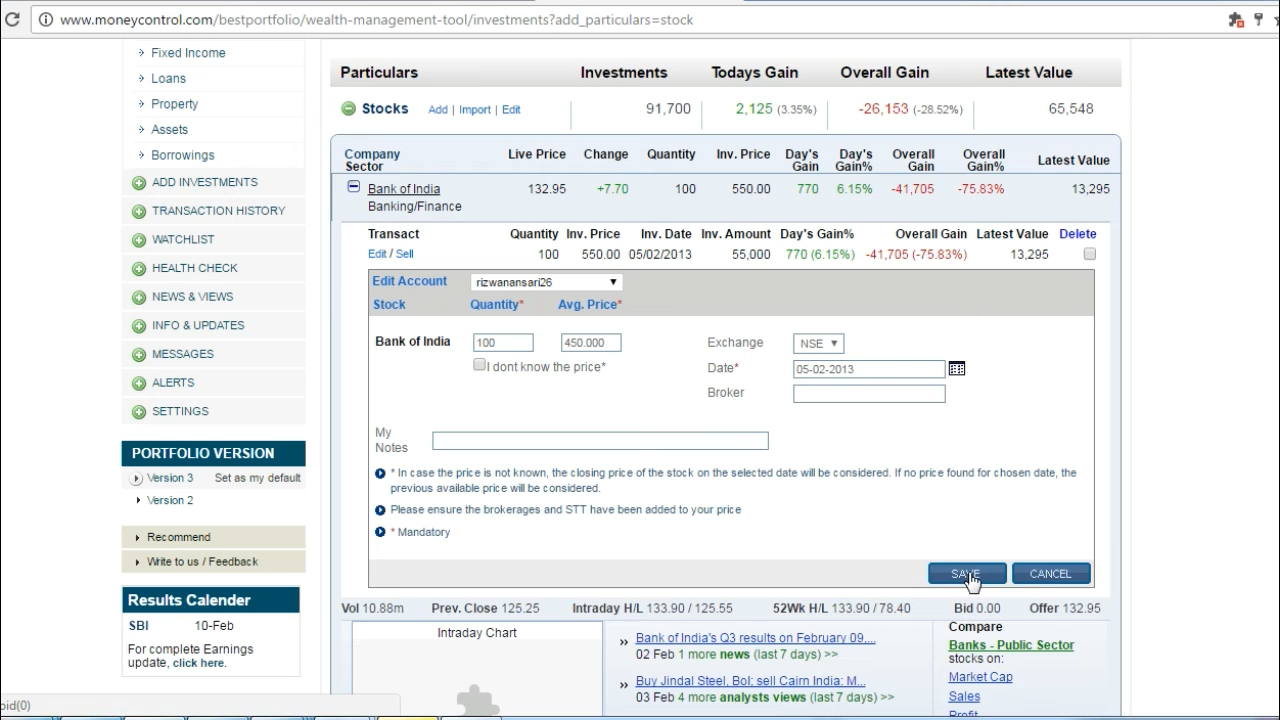 www.moneycontrol.com/bestportfolio/wealth-management-tool/investments?add_particulars=stock
Fixed Income
Loans
Property
Assets
Borrowings
ADD INVESTMENTS
TRANSACTION HISTORY
WATCHLIST
HEALTH CHECK
NEWS & VIEWS
INFO & UPDATES
MESSAGES
ALERTS
SETTINGS
PORTFOLIO VERSION
Version 3 Set as my default
Version 2
Recommend
Write to us / Feedback
Results Calender
SBI 10-Feb
For complete Earnings
update, click here.
Particulars Investments Todays Gain Overall Gain Latest Value
Stocks Add | Import | Edit 91,700 2,125 (3.35%) -26,153 (-28.52%) 65,548
Company Sector Live Price Change Quantity Inv. Price Day's Gain Day's Gain% Overall Gain Overall Gain% Latest Value
Bank of India 132.95 +7.70 100 550.00 770 6.15% -41,705 -75.83% 13,295
Banking/Finance
Transact Quantity Inv. Price Inv. Date Inv. Amount Day's Gain% Overall Gain Latest Value Delete
Edit / Sell 100 550.00 05/02/2013 55,000 770 (6.15%) -41,705 (-75.83%) 13,295
Edit Account rizwanansari26
Stock Quantity* Avg. Price*
Bank of India 100 450.000 Exchange NSE
I dont know the price* Date* 05-02-2013
Broker
My
Notes
* In case the price is not known, the closing price of the stock on the selected date will be considered. If no price found for chosen date, the
previous available price will be considered.
Please ensure the brokerages and STT have been added to your price
* Mandatory
SAVE CANCEL
Vol 10.88m Prev. Close 125.25 Intraday H/L 133.90 / 125.55 52Wk H/L 133.90 / 78.40 Bid 0.00 Offer 132.95
Intraday Chart
Bank of India's Q3 results on February 09,...
02 Feb 1 more news (last 7 days) >>
Buy Jindal Steel, BoI: sell Cairn India: M...
03 Feb 4 more analysts views (last 7 days) >>
Compare
Banks - Public Sector
stocks on:
Market Cap
Sales
Profit
oid(0)